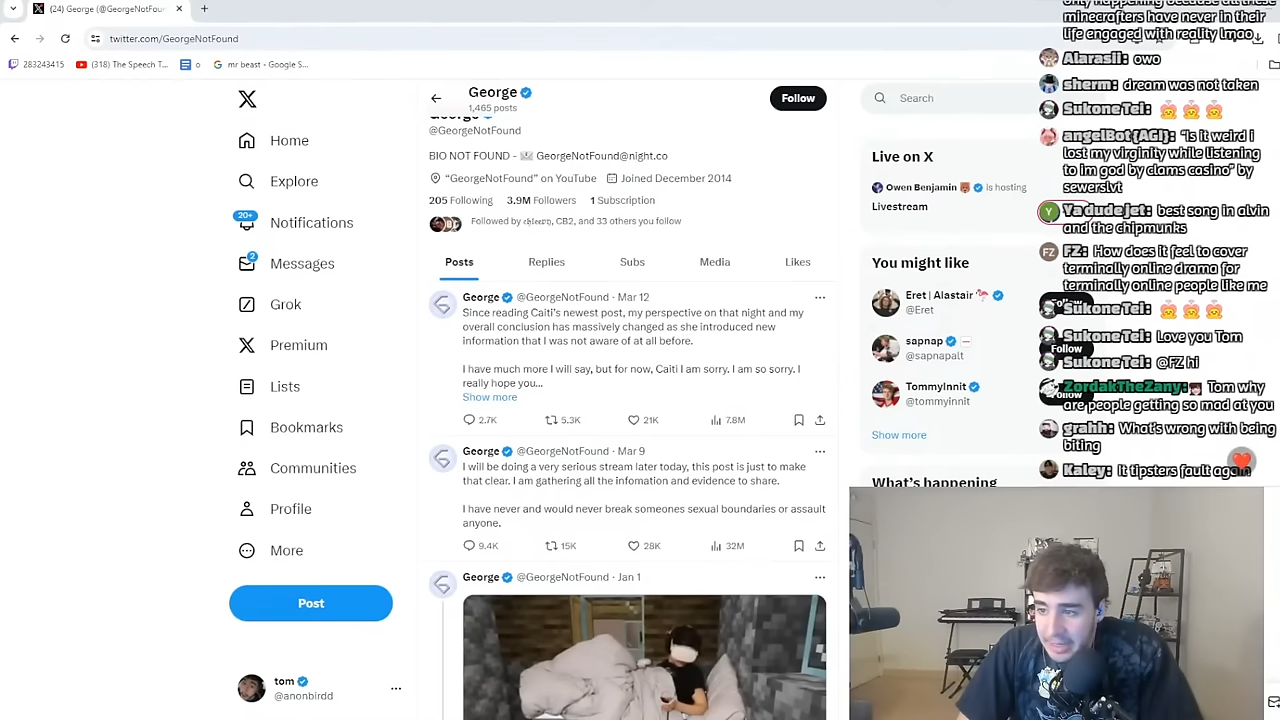 (24) George (@GeorgeNotFou
twitter.com/GeorgeNotFound
283243415
(318) The Speech T...
0
mr beast - Google S...
George
1,465 posts
Follow
George
@GeorgeNotFound
BIO NOT FOUND - GeorgeNotFound@night.co
“GeorgeNotFound” on YouTube Joined December 2014
205 Following 3.9M Followers 1 Subscription
Followed by CB2, and 33 others you follow
Posts Replies Subs Media Likes
George @GeorgeNotFound · Mar 12
Since reading Caiti's newest post, my perspective on that night and my
overall conclusion has massively changed as she introduced new
information that I was not aware of at all before.
I have much more I will say, but for now, Caiti I am sorry. I am so sorry. I
really hope you...
Show more
2.7K 5.3K 21K 7.8M
George @GeorgeNotFound · Mar 9
I will be doing a very serious stream later today, this post is just to make
that clear. I am gathering all the infomation and evidence to share.
I have never and would never break someones sexual boundaries or assault
anyone.
9.4K 15K 28K 32M
George @GeorgeNotFound · Jan 1
Home
Explore
20+
Notifications
2
Messages
Grok
Premium
Lists
Bookmarks
Communities
Profile
More
Post
tom
@anonbirdd
Search
Live on X
Owen Benjamin is hosting
Livestream
You might like
Eret | Alastair
@Eret
Follow
sapnap
@sapnapalt
Follow
TommyInnit
@tommyinnit
Follow
Show more
What's happening
only happening because all these
minecrafters have never in their
life engaged with reality lmao
Alarasil: owo
sherm: dream was not taken
SukoneTei:
angelBot (AGI): "Is it weird i
lost my virginity while listening
to im god by clams casino" by
sewerslvt
Yadudejet: best song in alvin
and the chipmunks
FZ: How does it feel to cover
terminally online drama for
terminally online people like me
SukoneTei:
SukoneTei: Love you Tom
SukoneTei: @FZ hi
ZordakTheZany: Tom why
are people getting so mad at you
grahh: What's wrong with being
biting
Kaley: It tipsters fault again